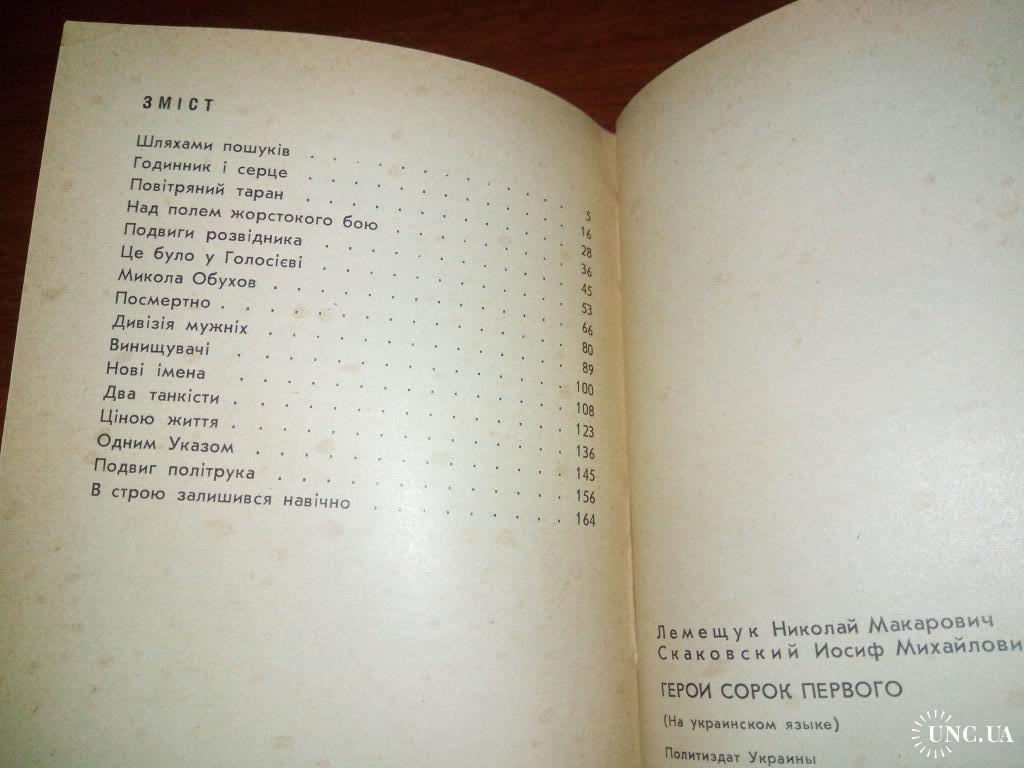 ЗМІСТ
Шляхами пошуків . . . . . . . . . . 5
Годинник і серце . . . . . . . . . . 16
Повітряний таран . . . . . . . . . . 28
Над полем жорстокого бою . . . . . . . 36
Подвиги розвідника . . . . . . . . . 45
Це було у Голосієві . . . . . . . . . 53
Микола Обухов . . . . . . . . . . . 66
Посмертно . . . . . . . . . . . . 80
Дивізія мужніх . . . . . . . . . . . 89
Винищувачі . . . . . . . . . . . . 100
Нові імена . . . . . . . . . . . . 108
Два танкісти . . . . . . . . . . . . 123
Ціною життя . . . . . . . . . . . . 136
Одним Указом . . . . . . . . . . . 145
Подвиг політрука . . . . . . . . . . 156
В строю залишився навічно . . . . . . . 164
Лемещук Николай Макарович
Скаковский Иосиф Михайлови
ГЕРОИ СОРОК ПЕРВОГО
(На украинском языке)
Политиздат Украины
UNC.UA